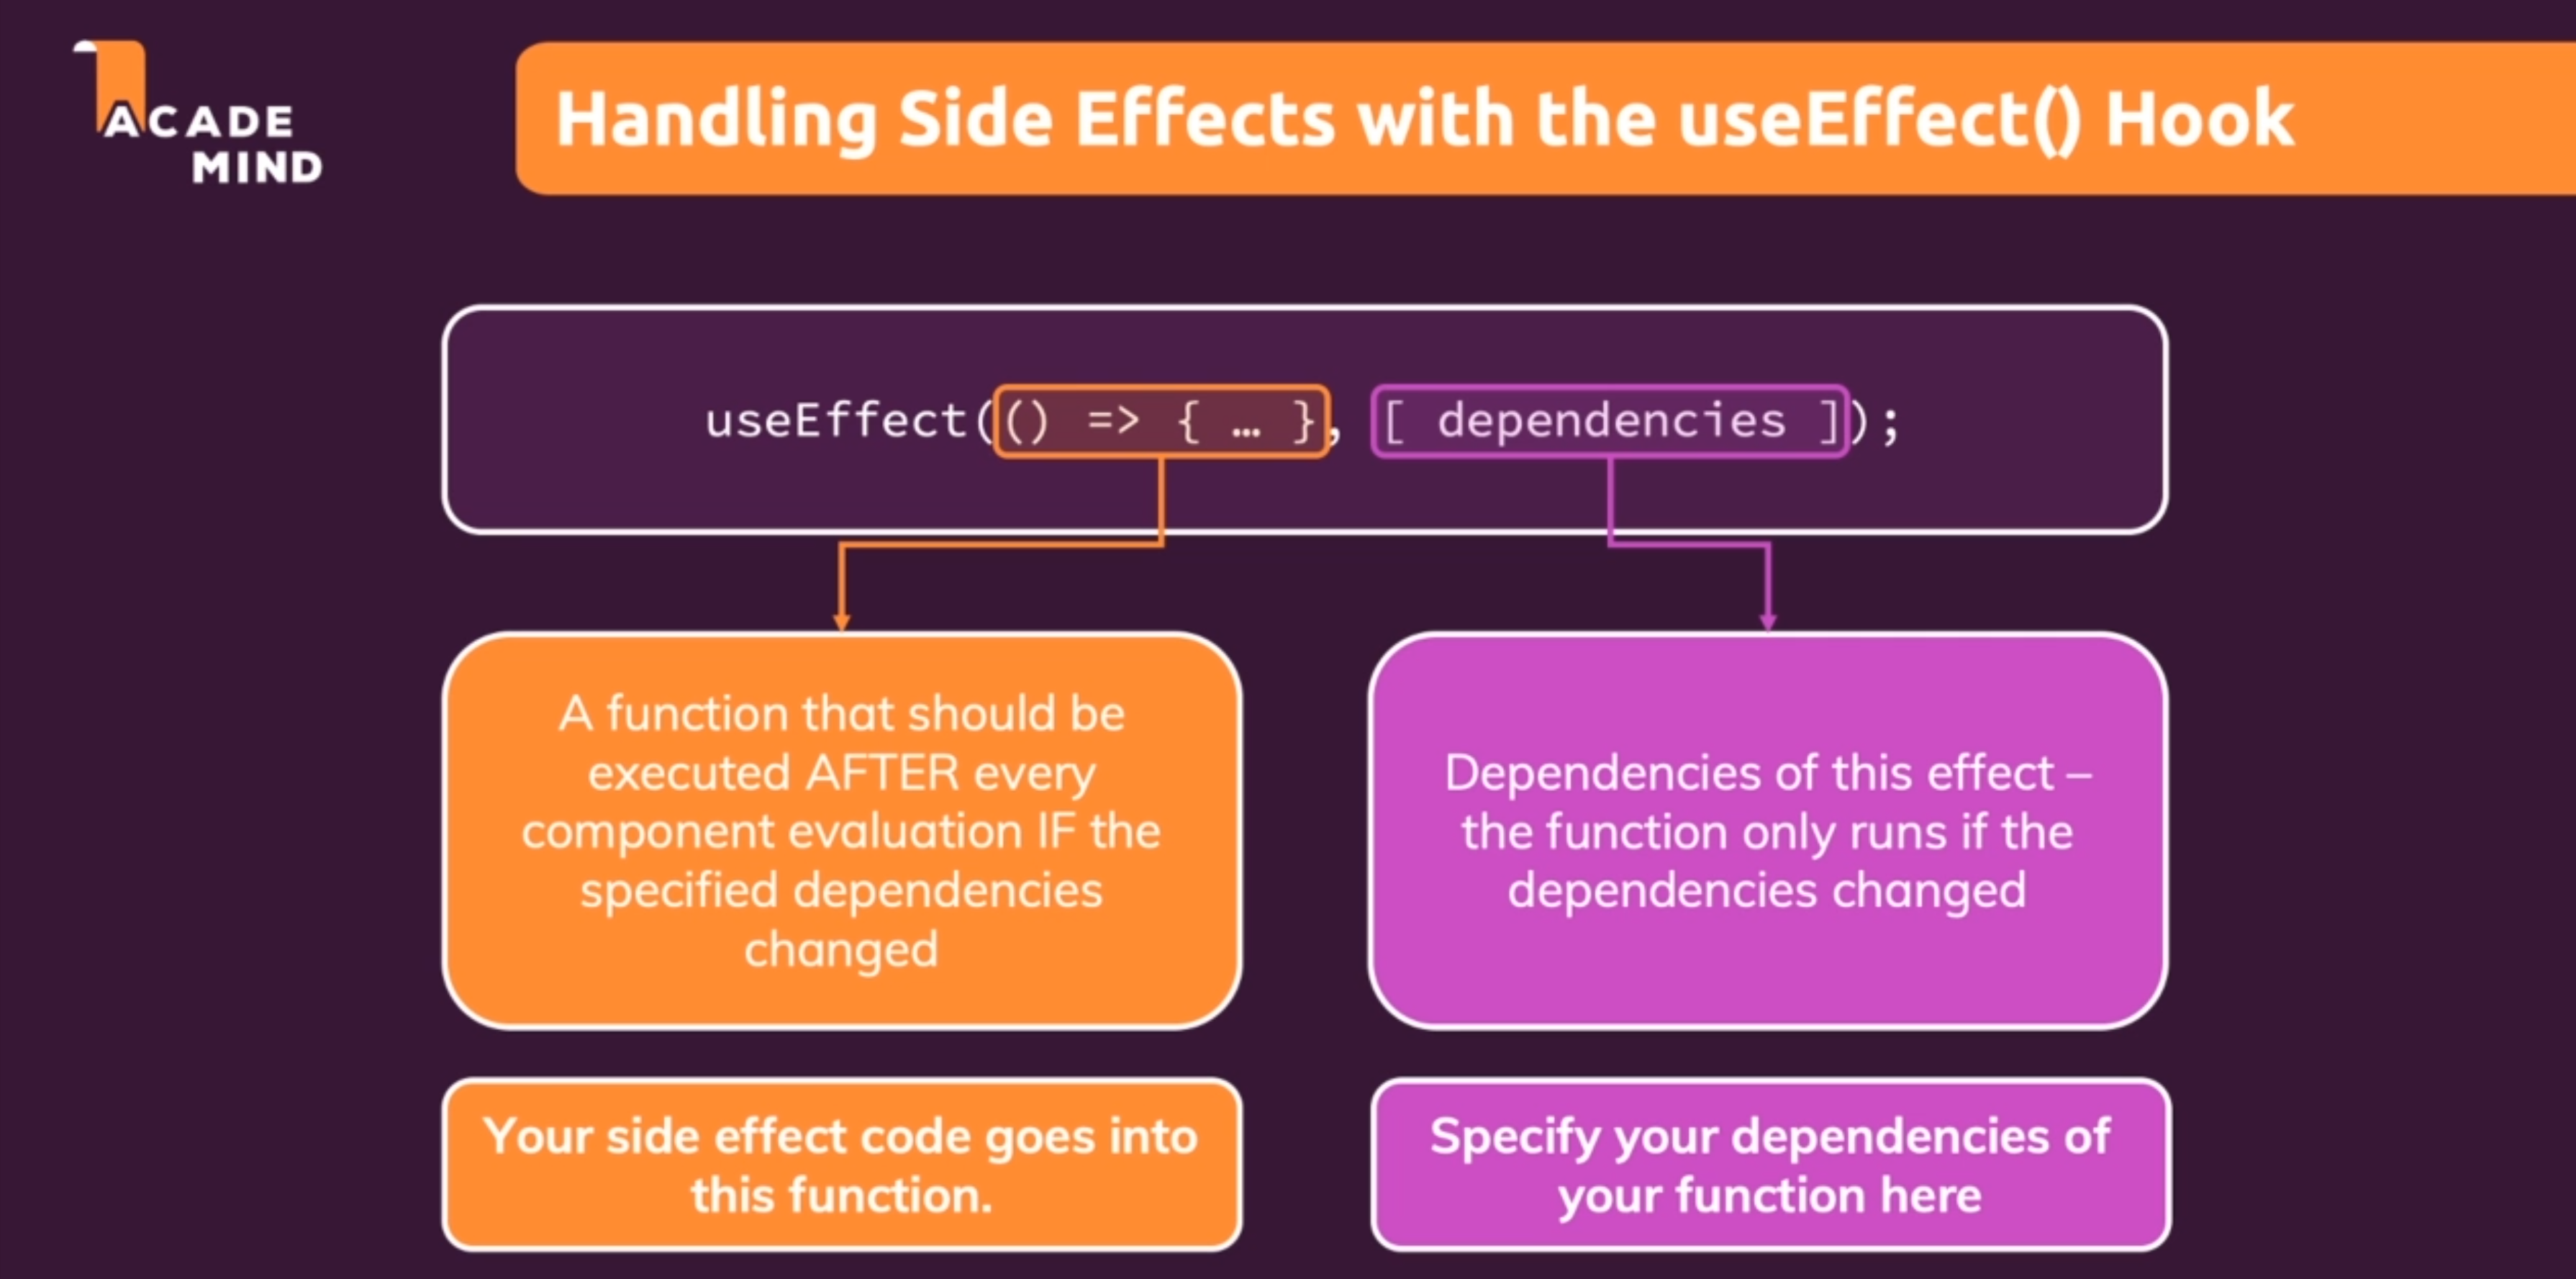 ACADE
MIND
Handling Side Effects with the useEffect() Hook
useEffect(() => { … }, [ dependencies ]);
A function that should be
executed AFTER every
component evaluation IF the
specified dependencies
changed
Dependencies of this effect –
the function only runs if the
dependencies changed
Your side effect code goes into
this function.
Specify your dependencies of
your function here